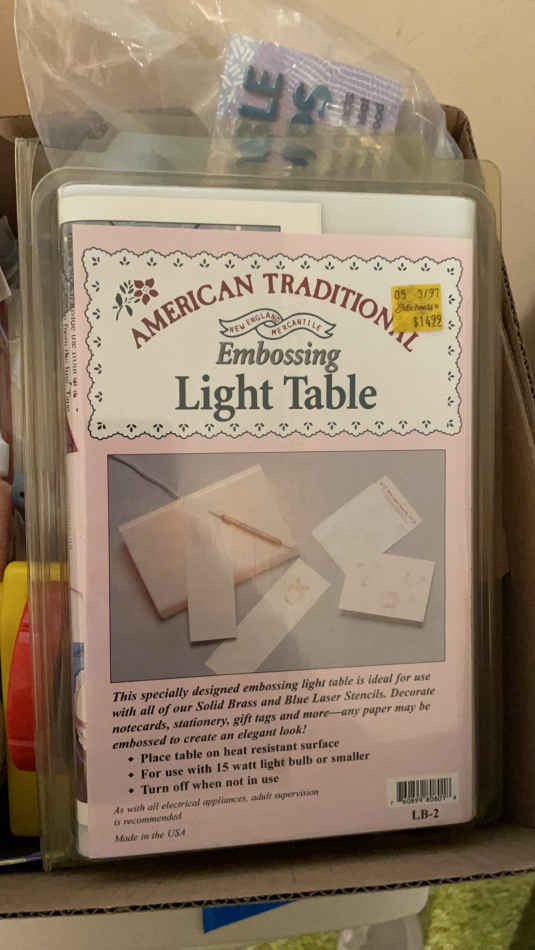 AMERICAN TRADITIONAL
NEW ENGLAND MERCANTILE
Embossing
Light Table
$14.99
This specially designed embossing light table is ideal for use
with all of our Solid Brass and Blue Laser Stencils. Decorate
notecards, stationery, gift tags and more—any paper may be
embossed to create an elegant look!
• Place table on heat resistant surface
• For use with 15 watt light bulb or smaller
• Turn off when not in use
As with all electrical appliances, adult supervision
is recommended
Made in the USA
LB-2